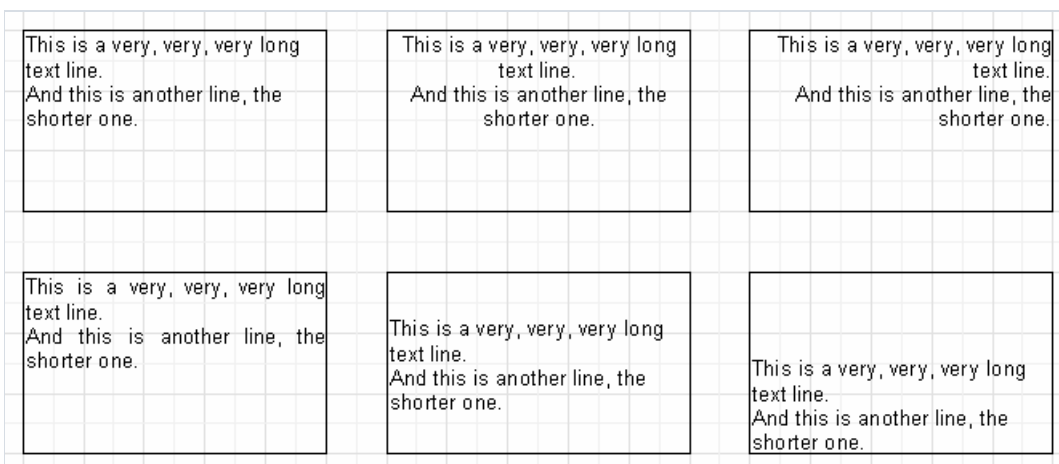 This is a very, very, very long
text line.
And this is another line, the
shorter one.
This is a very, very, very long
text line.
And this is another line, the
shorter one.
This is a very, very, very long
text line.
And this is another line, the
shorter one.
This is a very, very, very long
text line.
And this is another line, the
shorter one.
This is a very, very, very long
text line.
And this is another line, the
shorter one.
This is a very, very, very long
text line.
And this is another line, the
shorter one.